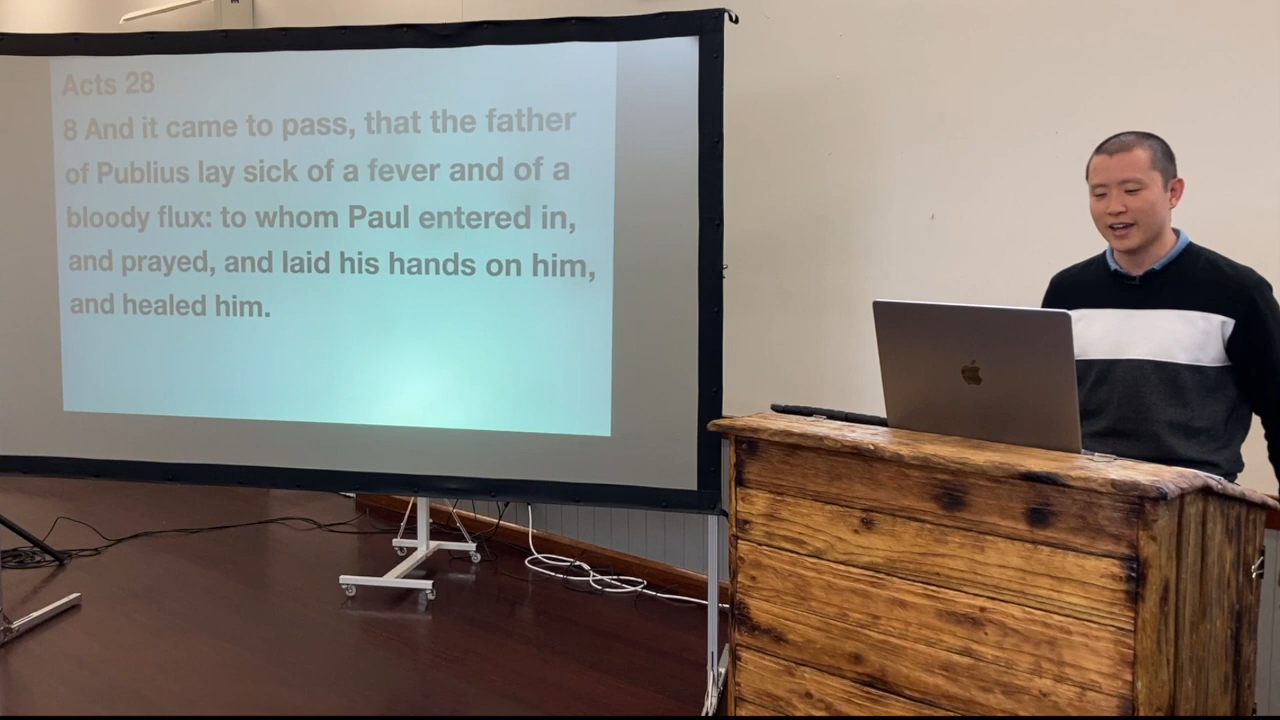 Acts 28
8 And it came to pass, that the father
of Publius lay sick of a fever and of a
bloody flux: to whom Paul entered in,
and prayed, and laid his hands on him,
and healed him.